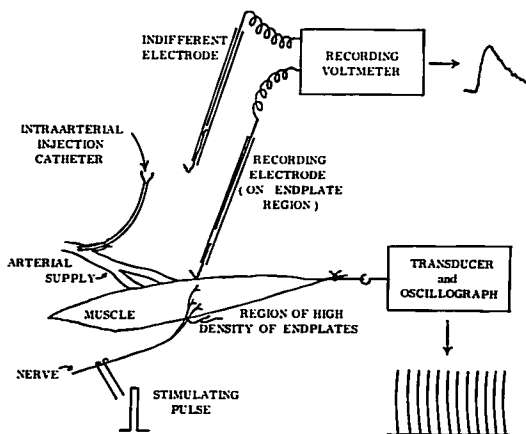 INDIFFERENT
ELECTRODE
RECORDING
VOLTMETER
INTRAARTERIAL
INJECTION
CATHETER
RECORDING
ELECTRODE
( ON ENDPLATE
REGION )
ARTERIAL
SUPPLY
MUSCLE
REGION OF HIGH
DENSITY OF ENDPLATES
TRANSDUCER
and
OSCILLOGRAPH
NERVE
STIMULATING
PULSE